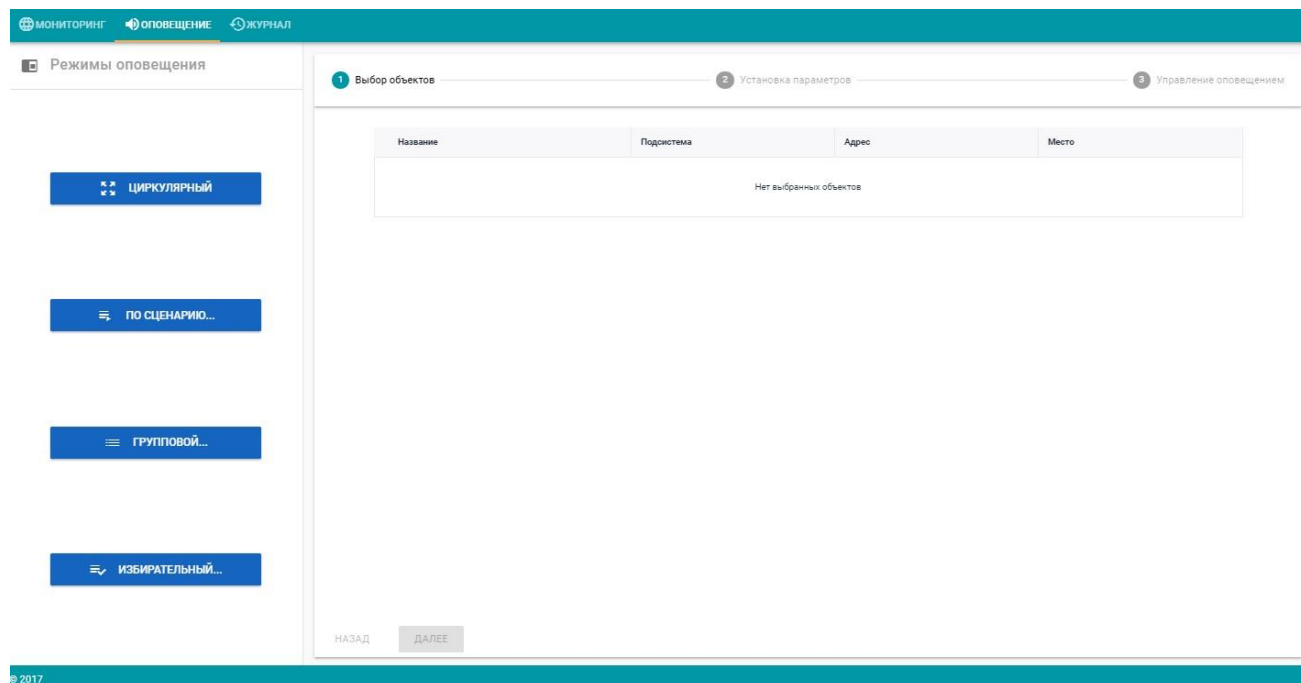 МОНИТОРИНГ ОПОВЕЩЕНИЕ ЖУРНАЛ
Режимы оповещения
1 Выбор объектов 2 Установка параметров 3 Управление оповещением
Название Подсистема Адрес Место
Нет выбранных объектов
ЦИРКУЛЯРНЫЙ
ПО СЦЕНАРИЮ...
ГРУППОВОЙ...
ИЗБИРАТЕЛЬНЫЙ...
НАЗАД ДАЛЕЕ
© 2017